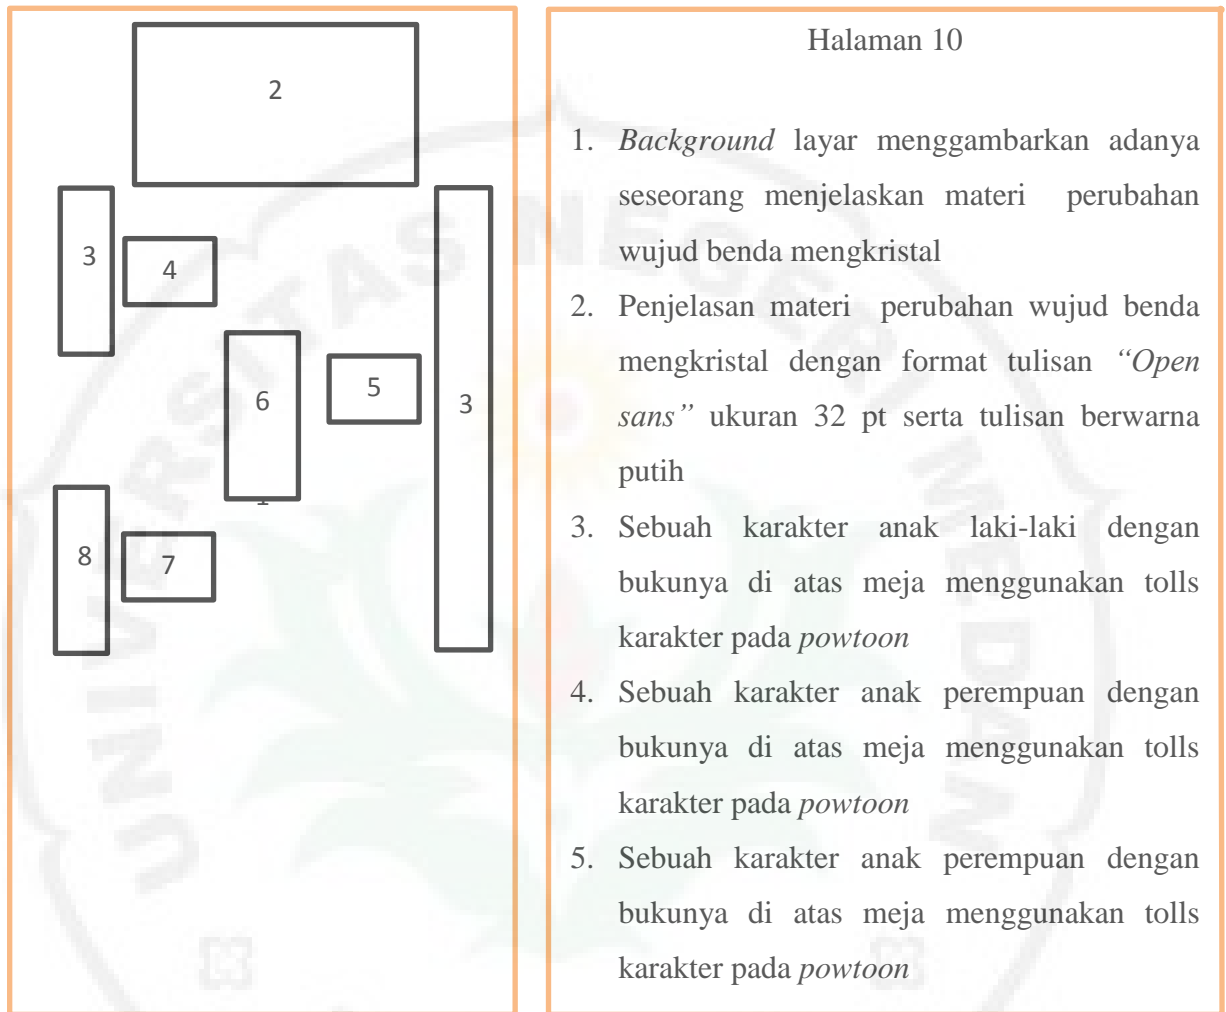 2
3
4
5
6
3
8
7
Halaman 10
1. Background layar menggambarkan adanya
seseorang menjelaskan materi perubahan
wujud benda mengkristal
2. Penjelasan materi perubahan wujud benda
mengkristal dengan format tulisan “Open
sans” ukuran 32 pt serta tulisan berwarna
putih
3. Sebuah karakter anak laki-laki dengan
bukunya di atas meja menggunakan tolls
karakter pada powtoon
4. Sebuah karakter anak perempuan dengan
bukunya di atas meja menggunakan tolls
karakter pada powtoon
5. Sebuah karakter anak perempuan dengan
bukunya di atas meja menggunakan tolls
karakter pada powtoon
UNIVERSITAS NEGERI MEDAN